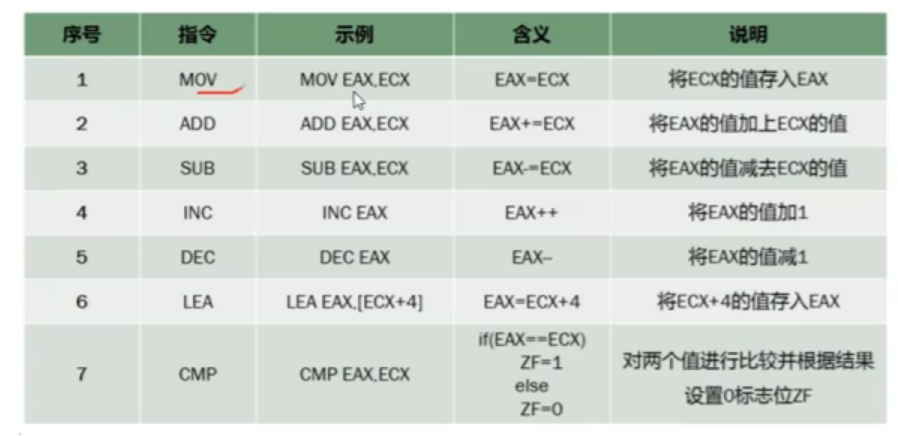 序号 指令 示例 含义 说明
1 MOV MOV EAX,ECX EAX=ECX 将ECX的值存入EAX
2 ADD ADD EAX,ECX EAX+=ECX 将EAX的值加上ECX的值
3 SUB SUB EAX,ECX EAX-=ECX 将EAX的值减去ECX的值
4 INC INC EAX EAX++ 将EAX的值加1
5 DEC DEC EAX EAX-- 将EAX的值减1
6 LEA LEA EAX,[ECX+4] EAX=ECX+4 将ECX+4的值存入EAX
7 CMP CMP EAX,ECX
if(EAX==ECX)
ZF=1
else
ZF=0
对两个值进行比较并根据结果
设置0标志位ZF